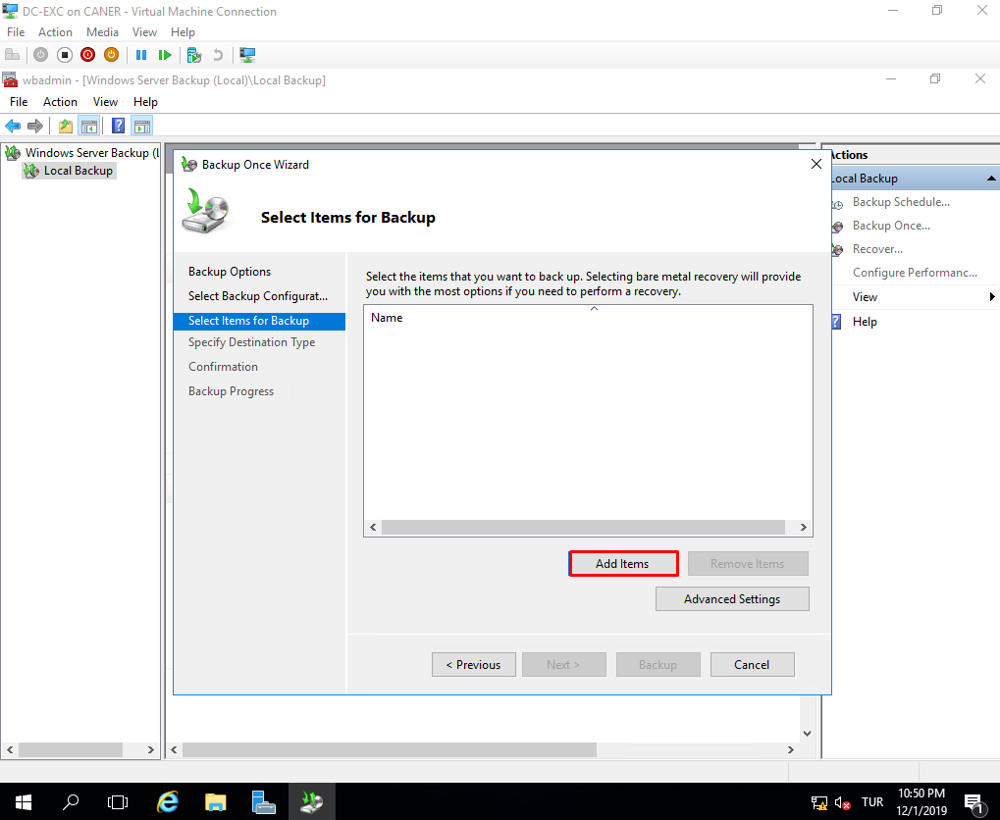 DC-EXC on CANER - Virtual Machine Connection
File Action Media View Help
wbadmin - [Windows Server Backup (Local)\Local Backup]
File Action View Help
Windows Server Backup (L
Local Backup
Backup Once Wizard
Select Items for Backup
Backup Options
Select Backup Configurat...
Select Items for Backup
Specify Destination Type
Confirmation
Backup Progress
Select the items that you want to back up. Selecting bare metal recovery will provide
you with the most options if you need to perform a recovery.
Name
Add Items Remove Items
Advanced Settings
< Previous Next > Backup Cancel
Actions
Local Backup
Backup Schedule...
Backup Once...
Recover...
Configure Performanc...
View
Help
TUR
10:50 PM
12/1/2019
1